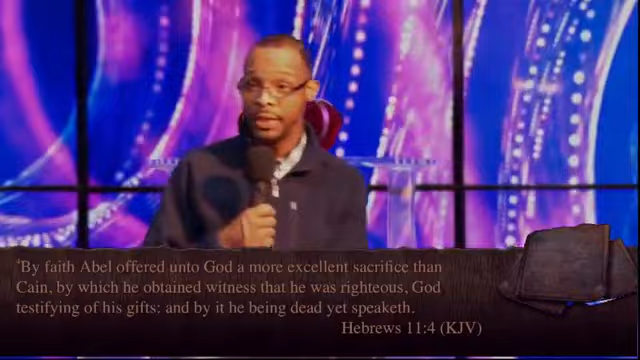 "By faith Abel offered unto God a more excellent sacrifice than
Cain, by which he obtained witness that he was righteous, God
testifying of his gifts: and by it he being dead yet speaketh.
Hebrews 11:4 (KJV)